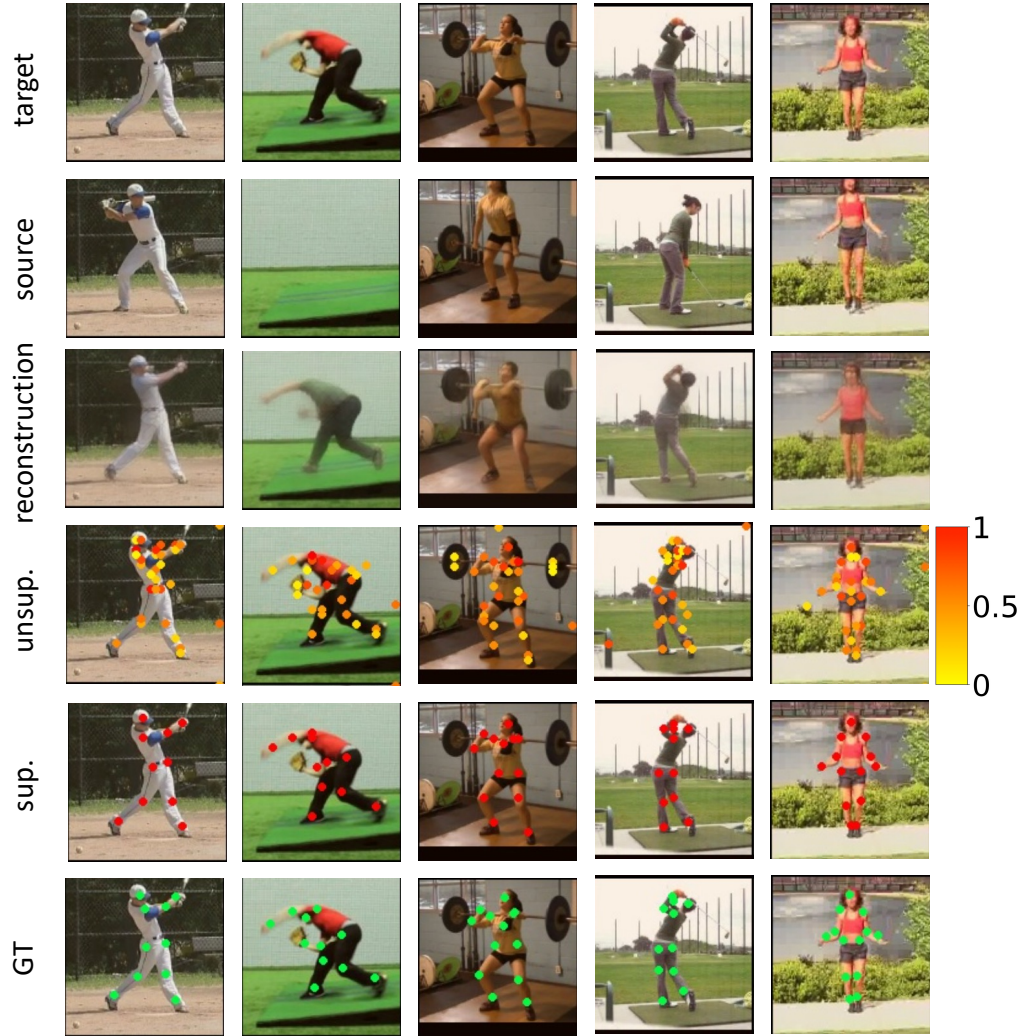 target
source
reconstruction
unsup.
1
0.5
0
sup.
GT